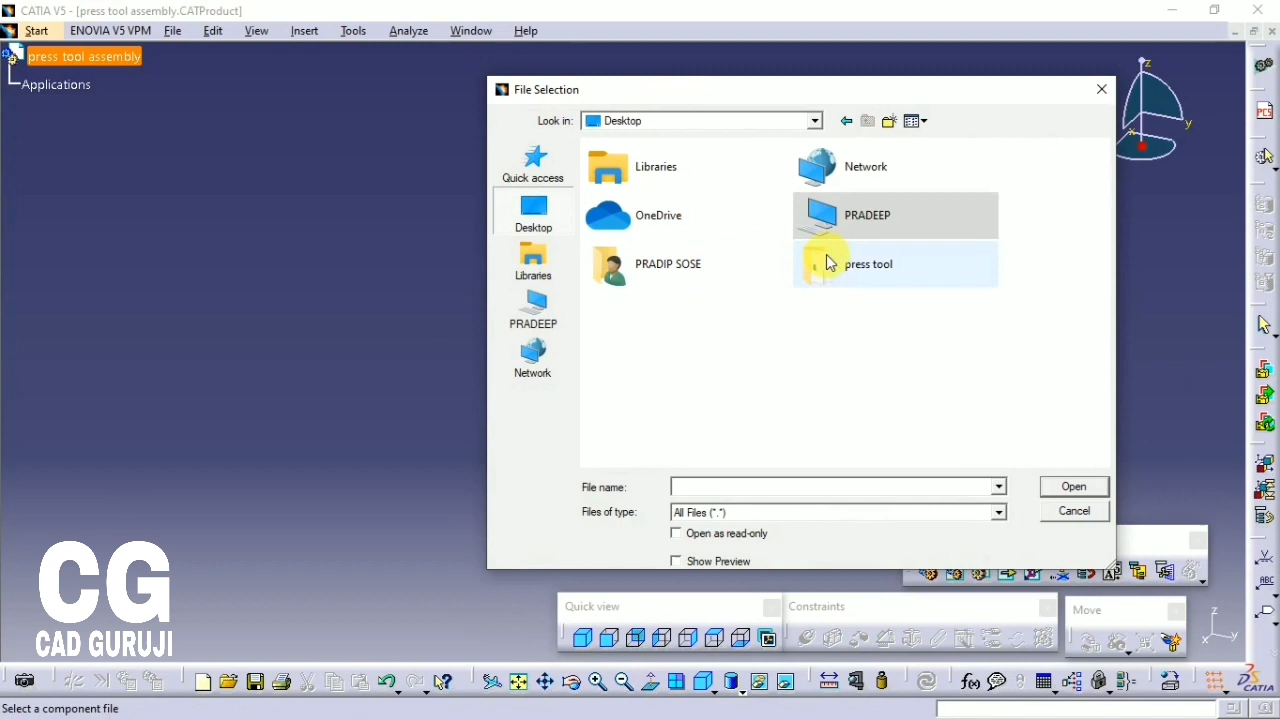 CATIA V5 - [press tool assembly.CATProduct]
Start ENOVIA V5 VPM File Edit View Insert Tools Analyze Window Help
press tool assembly
Applications
File Selection
Look in: Desktop
Quick access
Desktop
Libraries
PRADEEP
Network
Libraries
Network
OneDrive
PRADEEP
PRADIP SOSE
press tool
File name:
Open
Files of type: All Files (*.*)
Cancel
Open as read-only
Show Preview
z
y
x
PCS
ABC
Quick view
Constraints
Move
z
x
y
CG
CAD GURUJI
f(x)
CATIA
Select a component file